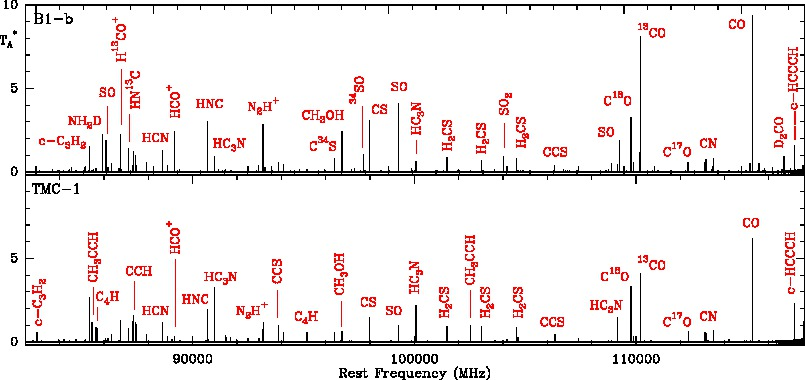 10
B1-b
T_A*
5
0
c-C3H2
NH2D
SO
H13CO+
HN13C
HCN
HCO+
HNC
HC3N
N2H+
CH3OH
C34S
34SO
CS
SO
HC3N
H2CS
H2CS
SO2
H2CS
CCS
SO
C18O
13CO
C17O
CN
CO
D2CO
c-HCCCH
TMC-1
5
0
c-C3H2
CH3CCH
C4H
CCH
HCN
HCO+
HNC
HC3N
N2H+
CCS
C4H
CH3OH
CS
SO
HC3N
H2CS
CH3CCH
H2CS
H2CS
CCS
HC3N
C18O
13CO
C17O
CN
CO
c-HCCCH
90000
100000
110000
Rest Frequency (MHz)